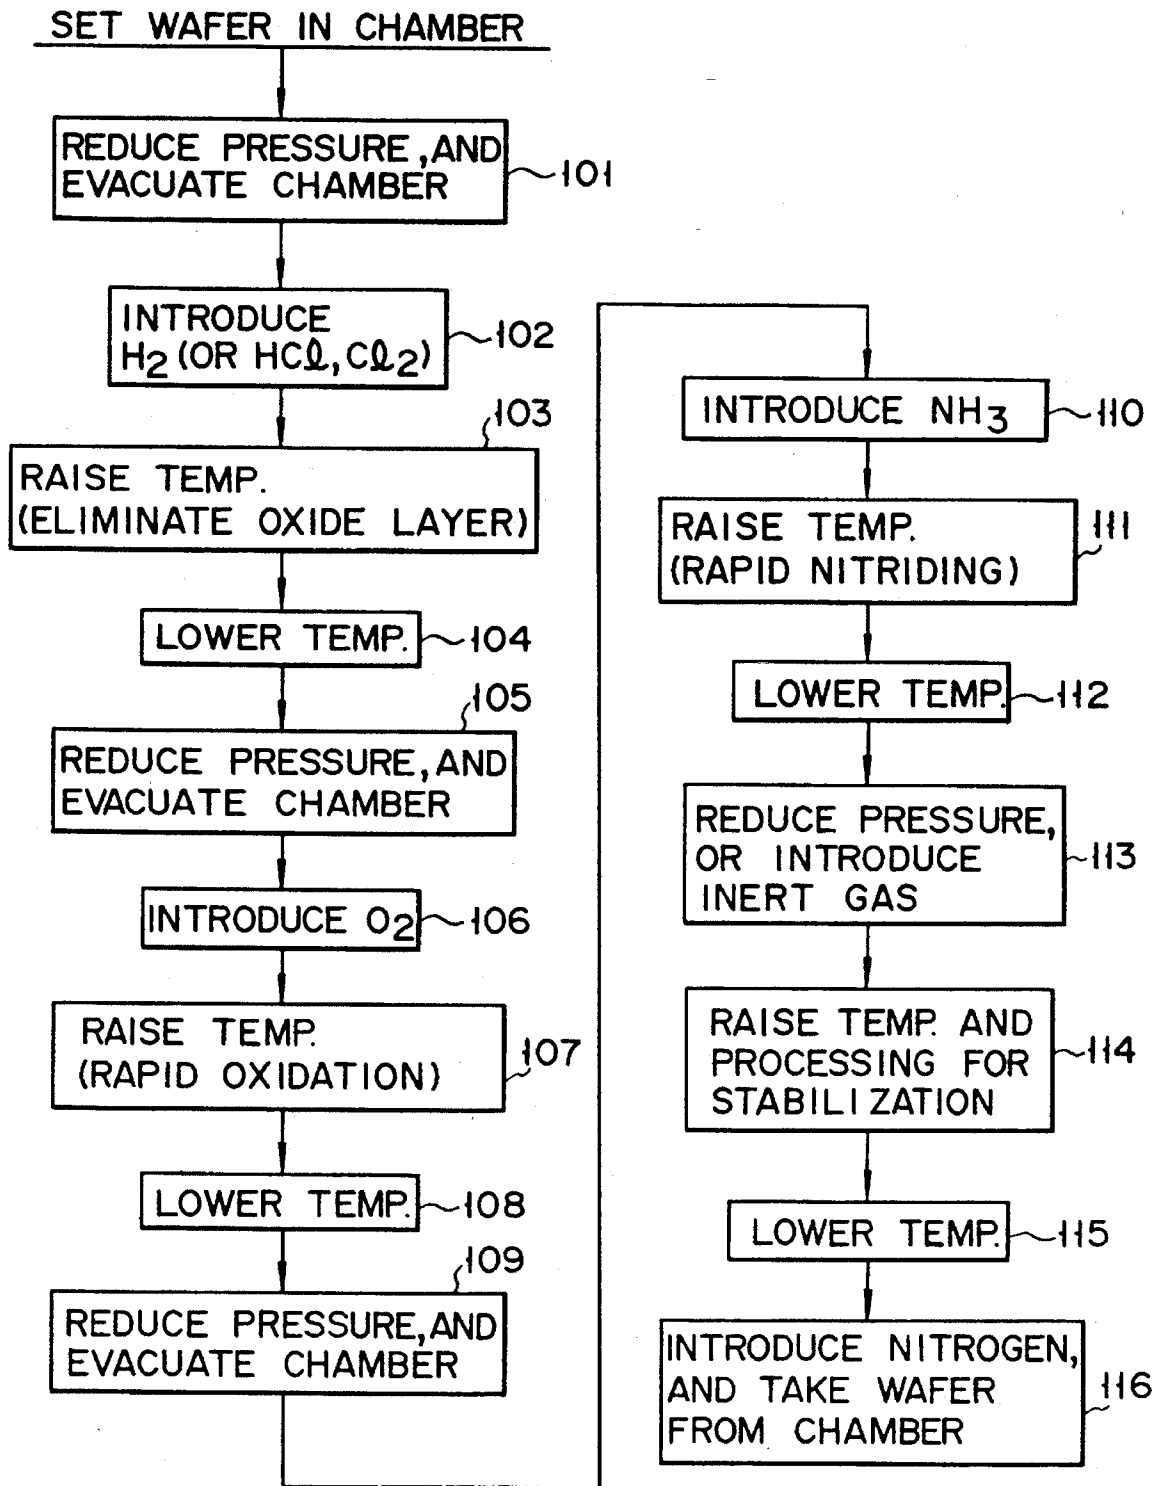 SET WAFER IN CHAMBER
REDUCE PRESSURE, AND
EVACUATE CHAMBER
101
INTRODUCE
H2 (OR HCl, Cl2)
102
103
RAISE TEMP.
(ELIMINATE OXIDE LAYER)
LOWER TEMP.
104
105
REDUCE PRESSURE, AND
EVACUATE CHAMBER
INTRODUCE O2
106
RAISE TEMP.
(RAPID OXIDATION)
107
LOWER TEMP.
108
109
REDUCE PRESSURE, AND
EVACUATE CHAMBER
INTRODUCE NH3
110
RAISE TEMP.
(RAPID NITRIDING)
111
LOWER TEMP.
112
REDUCE PRESSURE,
OR INTRODUCE
INERT GAS
113
RAISE TEMP. AND
PROCESSING FOR
STABILIZATION
114
LOWER TEMP.
115
INTRODUCE NITROGEN,
AND TAKE WAFER
FROM CHAMBER
116